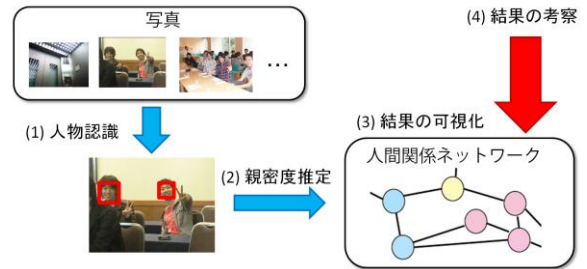 写真
…
(1) 人物認識
(2) 親密度推定
(3) 結果の可視化
人間関係ネットワーク
(4) 結果の考察